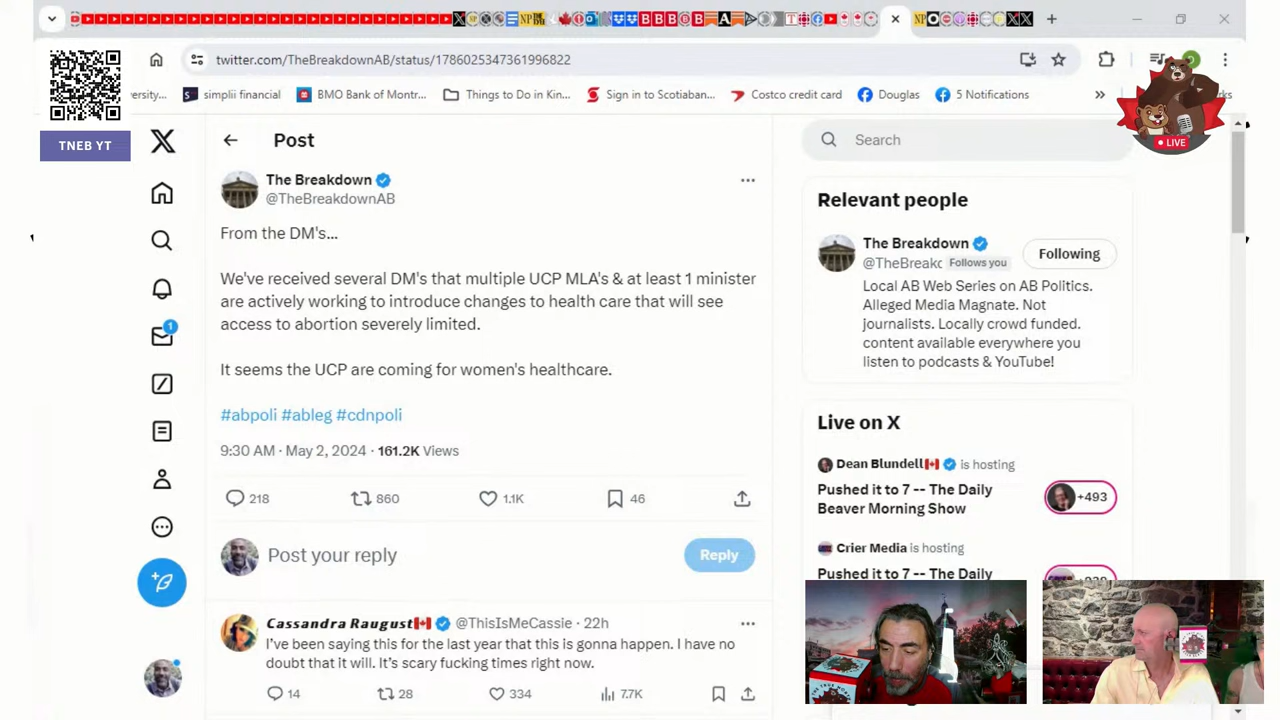 twitter.com/TheBreakdownAB/status/1786025347361996822
versity...
simplii financial
BMO Bank of Montr...
Things to Do in Kin...
Sign in to Scotiaban...
Costco credit card
Douglas
5 Notifications
»
LIVE
TNEB YT
X
Post
Search
The Breakdown
@TheBreakdownAB
From the DM's...
We've received several DM's that multiple UCP MLA's & at least 1 minister
are actively working to introduce changes to health care that will see
access to abortion severely limited.
It seems the UCP are coming for women's healthcare.
#abpoli #ableg #cdnpoli
9:30 AM · May 2, 2024 · 161.2K Views
218 860 1.1K 46
Post your reply
Reply
Cassandra Raugust @ThisIsMeCassie · 22h
I've been saying this for the last year that this is gonna happen. I have no
doubt that it will. It's scary fucking times right now.
14 28 334 7.7K
1
Relevant people
The Breakdown
@TheBreakc Follows you
Following
Local AB Web Series on AB Politics.
Alleged Media Magnate. Not
journalists. Locally crowd funded.
content available everywhere you
listen to podcasts & YouTube!
Live on X
Dean Blundell is hosting
Pushed it to 7 -- The Daily
Beaver Morning Show
+493
Crier Media is hosting
Pushed it to 7 -- The Daily